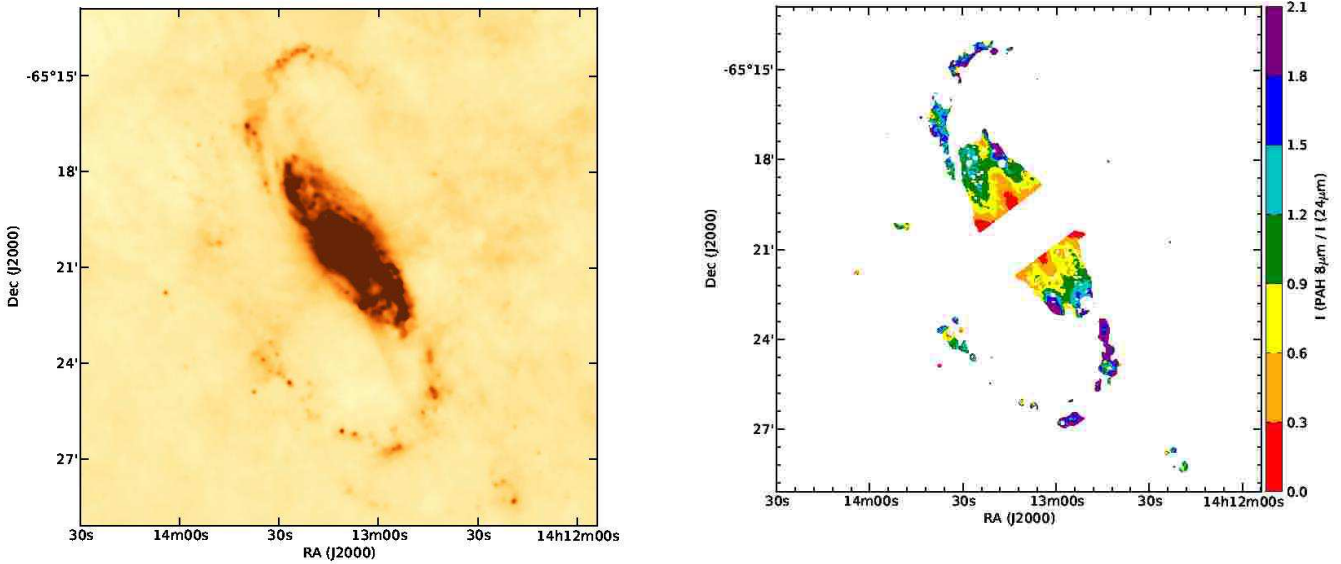 -65°15'
18'
21'
24'
27'
Dec (J2000)
30s
14m00s
30s
13m00s
30s
14h12m00s
RA (J2000)
-65°15'
18'
21'
24'
27'
Dec (J2000)
30s
14m00s
30s
13m00s
30s
14h12m00s
RA (J2000)
2.1
1.8
1.5
1.2
0.9
0.6
0.3
0.0
I (PAH 8μm / I (24μm)